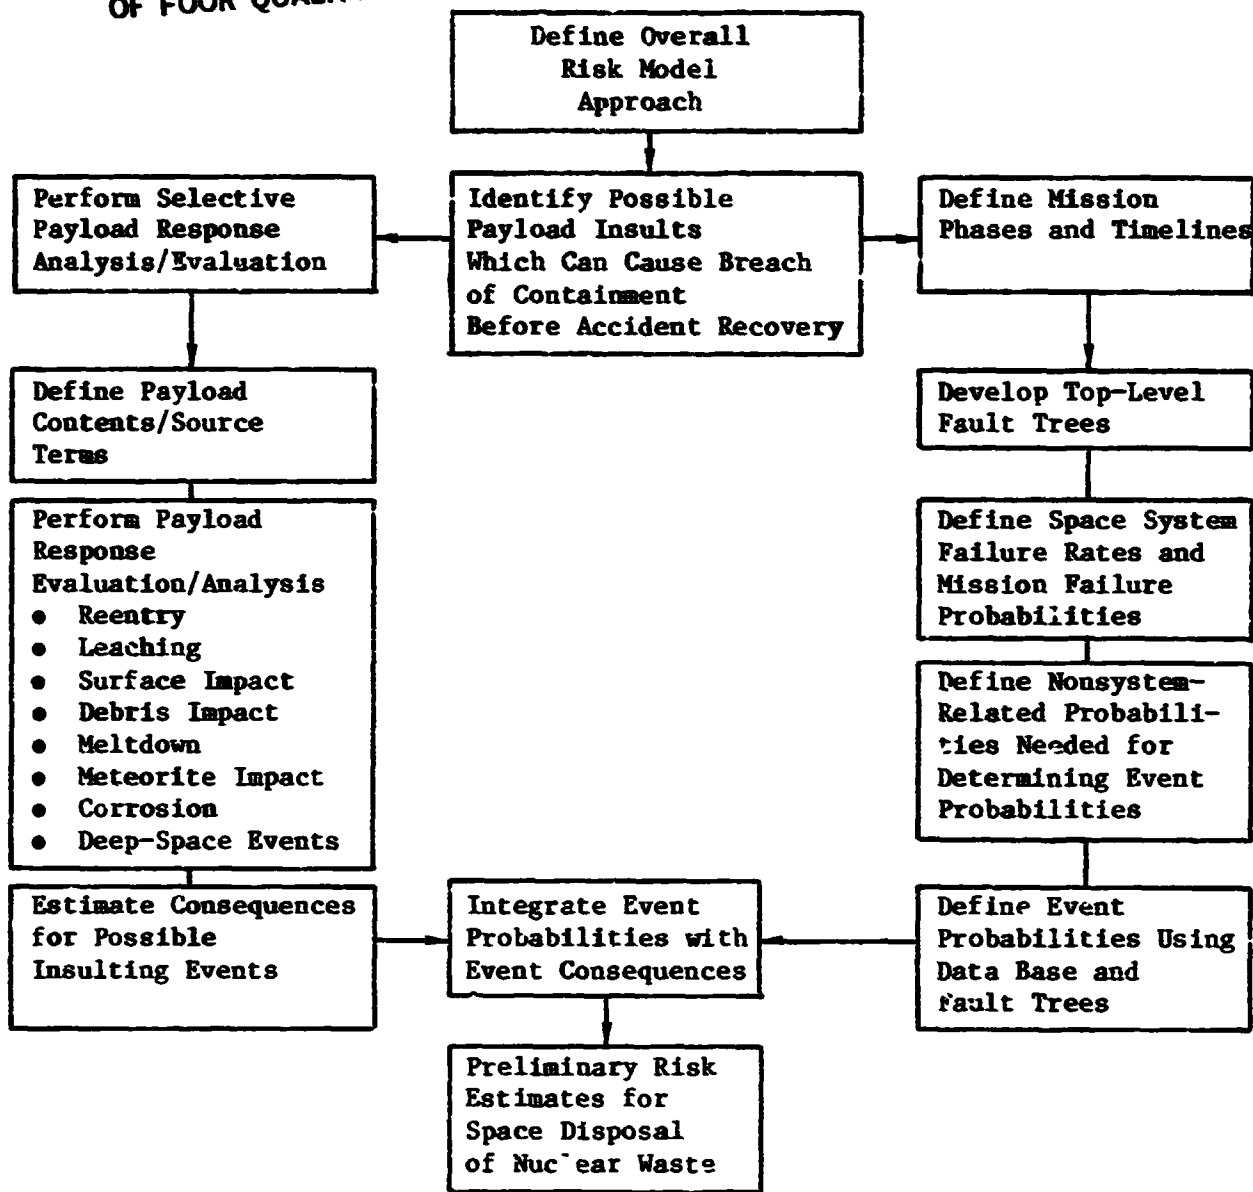 OF POOR QUALITY
Define Overall
Risk Model
Approach
Perform Selective
Payload Response
Analysis/Evaluation
Identify Possible
Payload Insults
Which Can Cause Breach
of Containment
Before Accident Recovery
Define Mission
Phases and Timelines
Define Payload
Contents/Source
Terms
Develop Top-Level
Fault Trees
Perform Payload
Response
Evaluation/Analysis
● Reentry
● Leaching
● Surface Impact
● Debris Impact
● Meltdown
● Meteorite Impact
● Corrosion
● Deep-Space Events
Define Space System
Failure Rates and
Mission Failure
Probabilities
Define Nonsystem-
Related Probabili-
ties Needed for
Determining Event
Probabilities
Estimate Consequences
for Possible
Insulting Events
Integrate Event
Probabilities with
Event Consequences
Define Event
Probabilities Using
Data Base and
Fault Trees
Preliminary Risk
Estimates for
Space Disposal
of Nuclear Waste